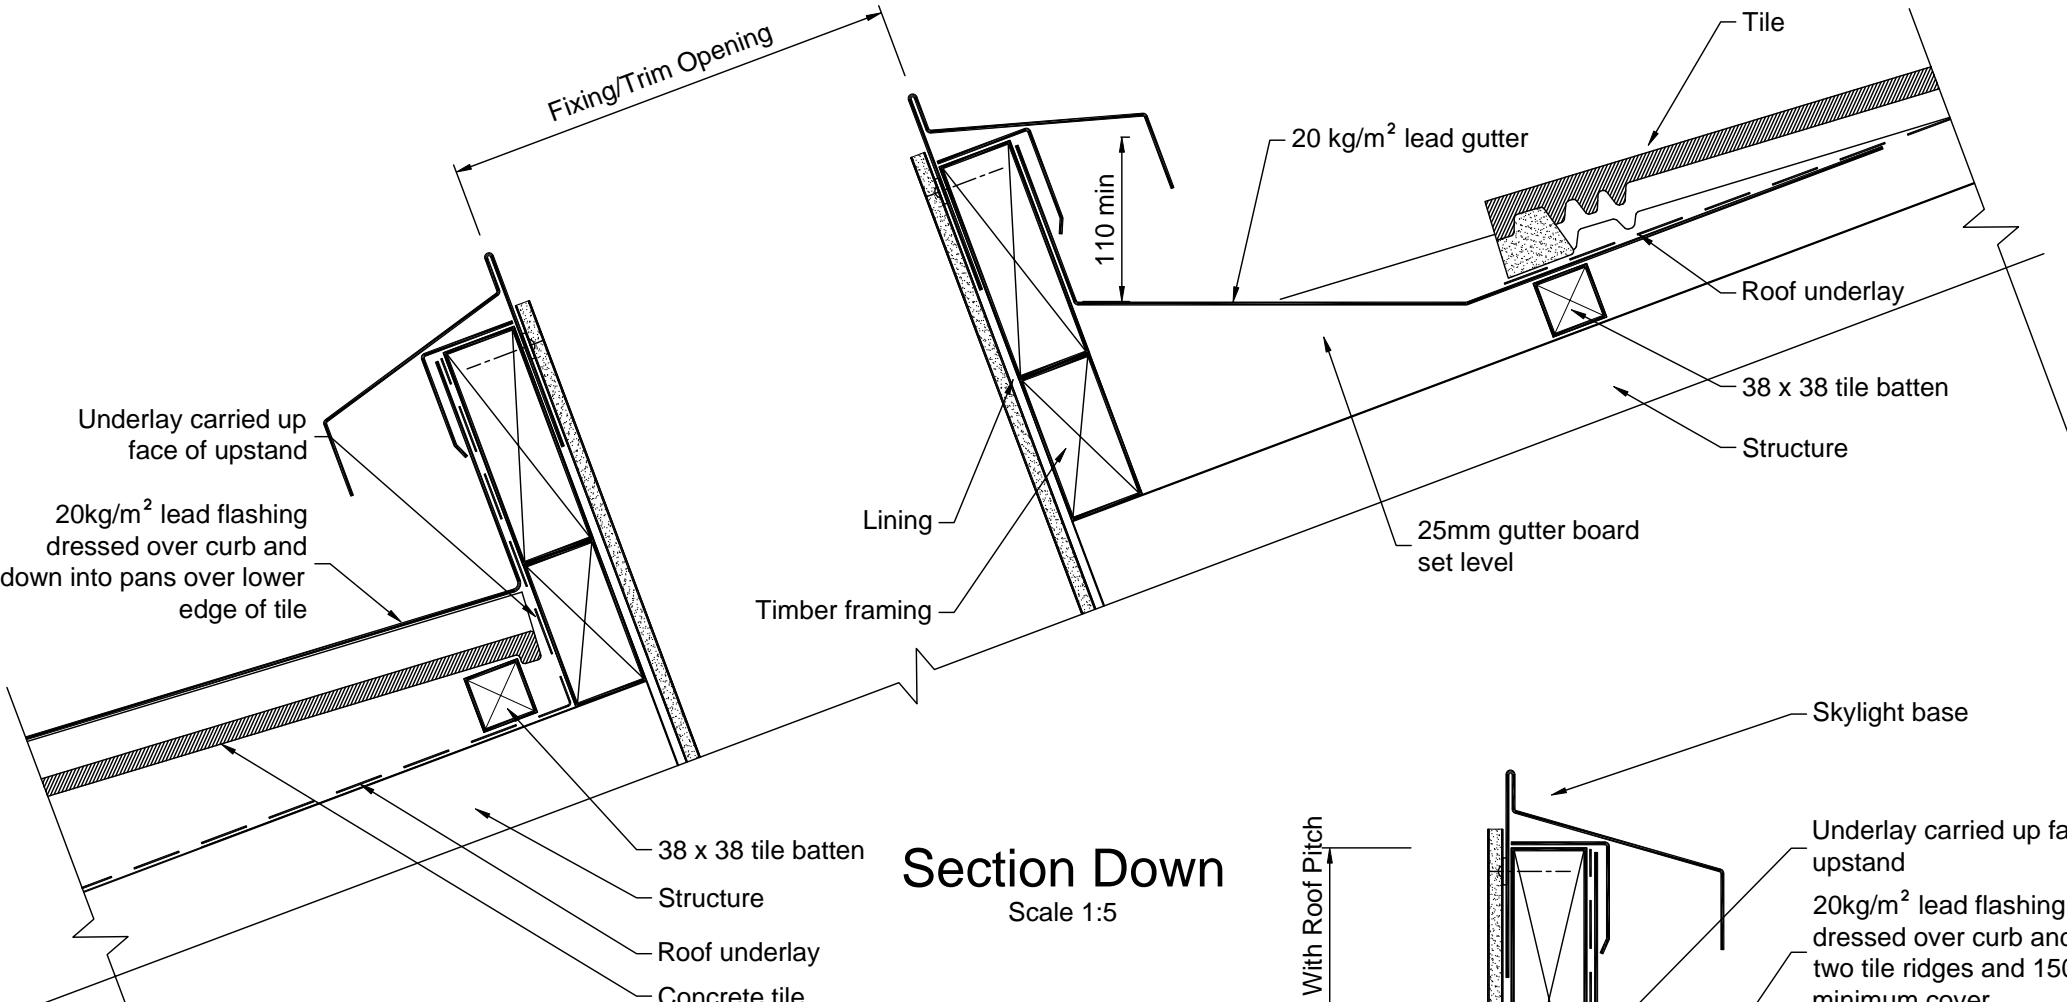 Fixing/Trim Opening
Tile
20 kg/m² lead gutter
110 min
Roof underlay
38 x 38 tile batten
Structure
Underlay carried up
face of upstand
20kg/m² lead flashing
dressed over curb and
down into pans over lower
edge of tile
Lining
Timber framing
25mm gutter board
set level
Skylight base
38 x 38 tile batten
Structure
Roof underlay
Concrete tile
Section Down
Scale 1:5
With Roof Pitch
Underlay carried up fa
upstand
20kg/m² lead flashing
dressed over curb and
two tile ridges and 150
minimum cover